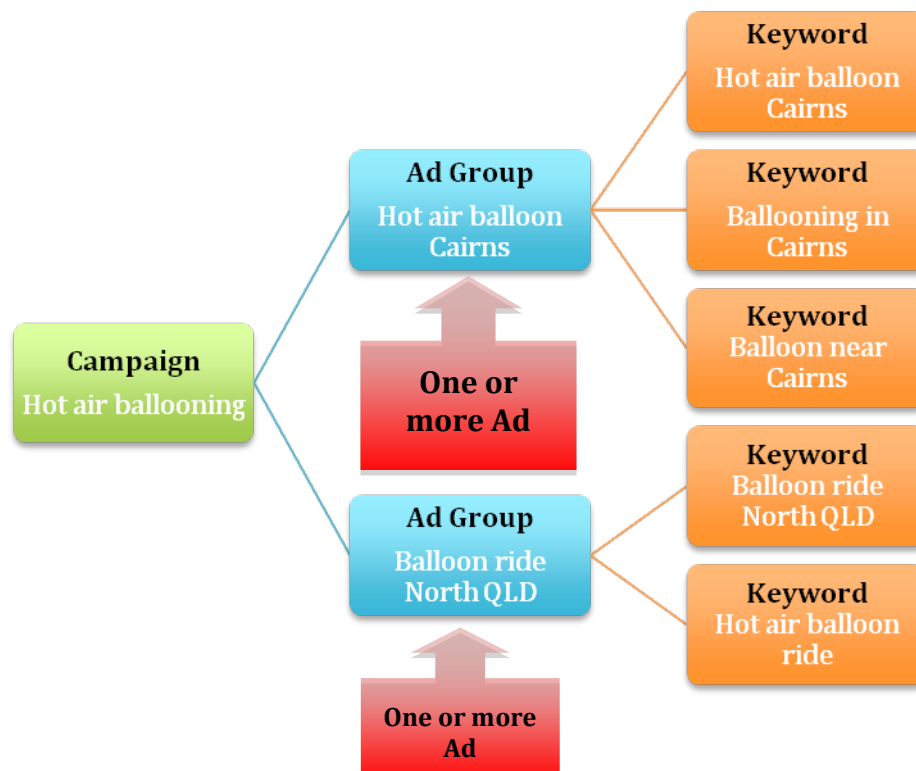 Campaign
Hot air ballooning
Ad Group
Hot air balloon
Cairns
One or
more Ad
Ad Group
Balloon ride
North QLD
One or more
Ad
Keyword
Hot air balloon
Cairns
Keyword
Ballooning in
Cairns
Keyword
Balloon near
Cairns
Keyword
Balloon ride
North QLD
Keyword
Hot air balloon
ride